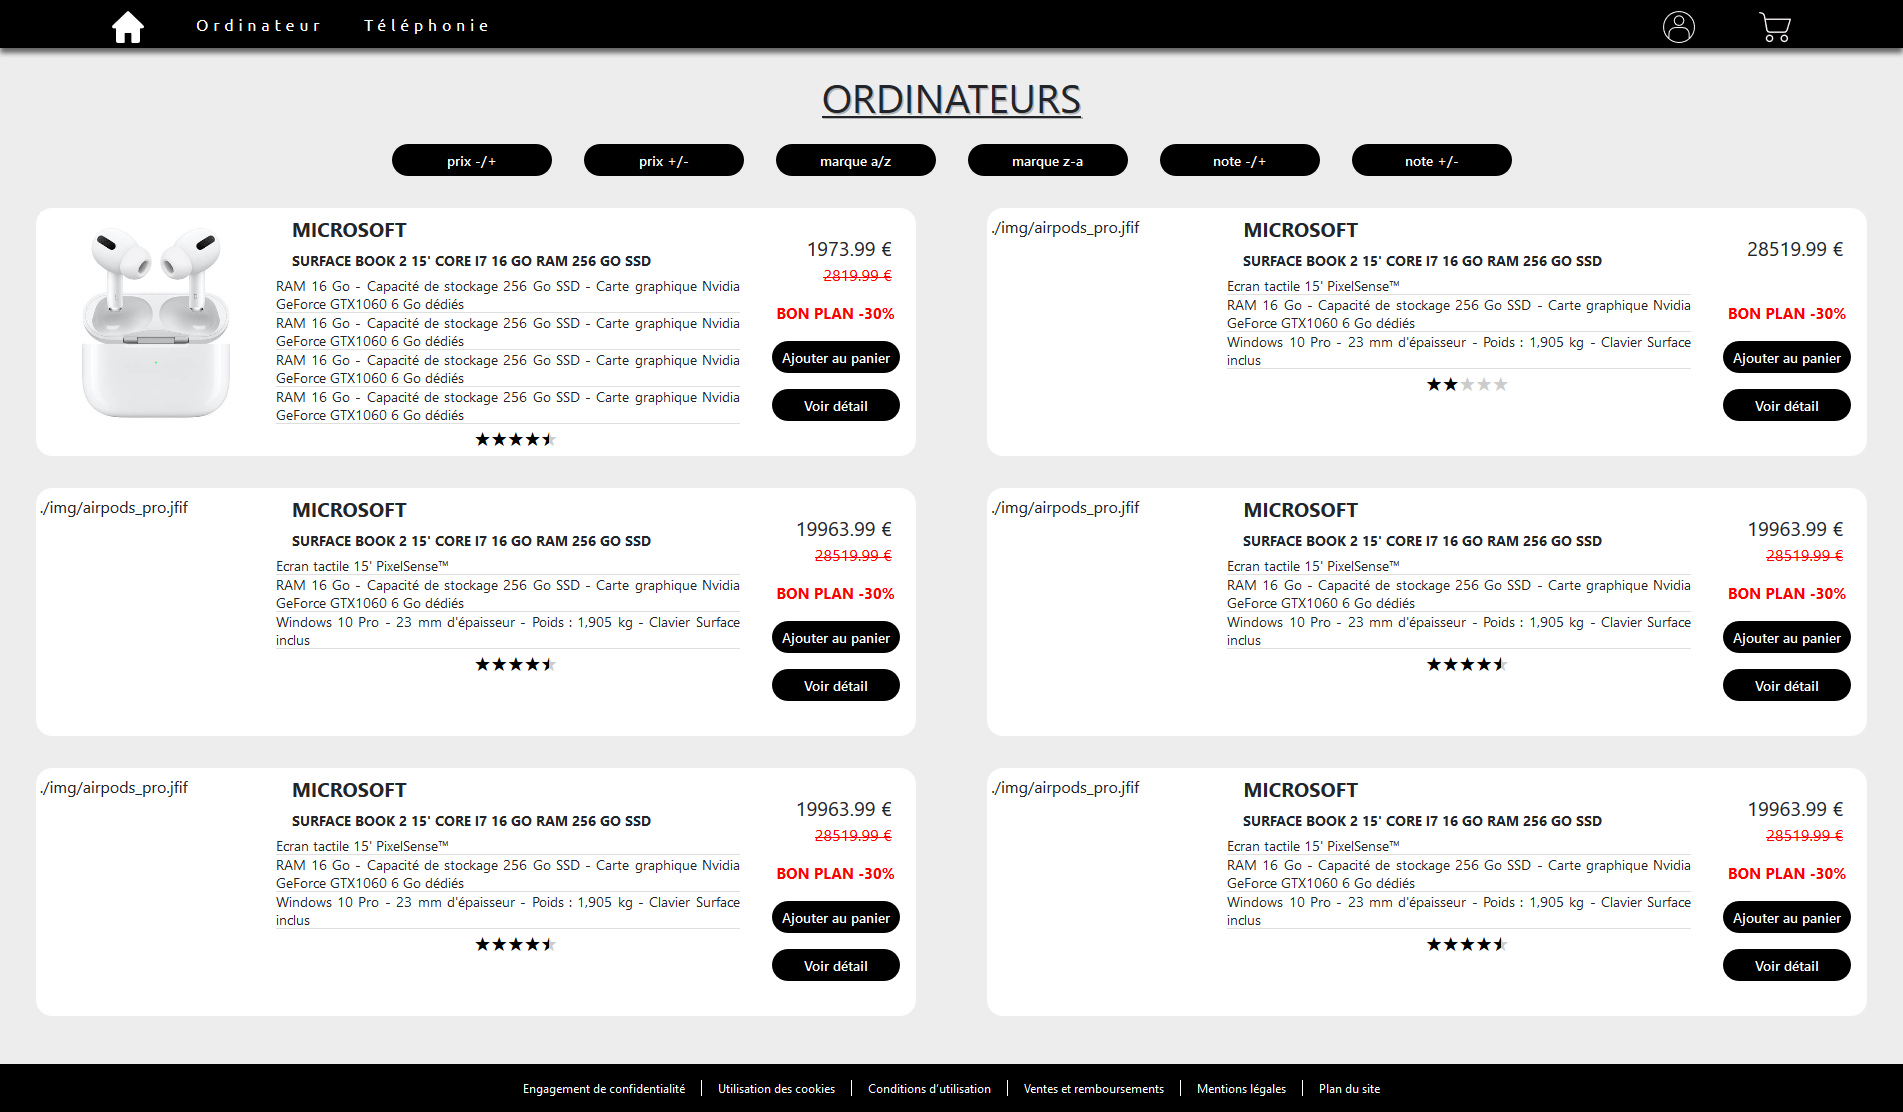 Ordinateur Téléphonie
ORDINATEURS
prix -/+ prix +/- marque a/z marque z-a note -/+ note +/-
MICROSOFT
SURFACE BOOK 2 15' CORE I7 16 GO RAM 256 GO SSD
RAM 16 Go - Capacité de stockage 256 Go SSD - Carte graphique Nvidia
GeForce GTX1060 6 Go dédiés
RAM 16 Go - Capacité de stockage 256 Go SSD - Carte graphique Nvidia
GeForce GTX1060 6 Go dédiés
RAM 16 Go - Capacité de stockage 256 Go SSD - Carte graphique Nvidia
GeForce GTX1060 6 Go dédiés
RAM 16 Go - Capacité de stockage 256 Go SSD - Carte graphique Nvidia
GeForce GTX1060 6 Go dédiés
1973.99 €
2819.99 €
BON PLAN -30%
Ajouter au panier
Voir détail
./img/airpods_pro.jfif
MICROSOFT
SURFACE BOOK 2 15' CORE I7 16 GO RAM 256 GO SSD
Ecran tactile 15' PixelSense™
RAM 16 Go - Capacité de stockage 256 Go SSD - Carte graphique Nvidia
GeForce GTX1060 6 Go dédiés
Windows 10 Pro - 23 mm d'épaisseur - Poids : 1,905 kg - Clavier Surface
inclus
28519.99 €
BON PLAN -30%
Ajouter au panier
Voir détail
./img/airpods_pro.jfif
MICROSOFT
SURFACE BOOK 2 15' CORE I7 16 GO RAM 256 GO SSD
Ecran tactile 15' PixelSense™
RAM 16 Go - Capacité de stockage 256 Go SSD - Carte graphique Nvidia
GeForce GTX1060 6 Go dédiés
Windows 10 Pro - 23 mm d'épaisseur - Poids : 1,905 kg - Clavier Surface
inclus
19963.99 €
28519.99 €
BON PLAN -30%
Ajouter au panier
Voir détail
./img/airpods_pro.jfif
MICROSOFT
SURFACE BOOK 2 15' CORE I7 16 GO RAM 256 GO SSD
Ecran tactile 15' PixelSense™
RAM 16 Go - Capacité de stockage 256 Go SSD - Carte graphique Nvidia
GeForce GTX1060 6 Go dédiés
Windows 10 Pro - 23 mm d'épaisseur - Poids : 1,905 kg - Clavier Surface
inclus
19963.99 €
28519.99 €
BON PLAN -30%
Ajouter au panier
Voir détail
./img/airpods_pro.jfif
MICROSOFT
SURFACE BOOK 2 15' CORE I7 16 GO RAM 256 GO SSD
Ecran tactile 15' PixelSense™
RAM 16 Go - Capacité de stockage 256 Go SSD - Carte graphique Nvidia
GeForce GTX1060 6 Go dédiés
Windows 10 Pro - 23 mm d'épaisseur - Poids : 1,905 kg - Clavier Surface
inclus
19963.99 €
28519.99 €
BON PLAN -30%
Ajouter au panier
Voir détail
./img/airpods_pro.jfif
MICROSOFT
SURFACE BOOK 2 15' CORE I7 16 GO RAM 256 GO SSD
Ecran tactile 15' PixelSense™
RAM 16 Go - Capacité de stockage 256 Go SSD - Carte graphique Nvidia
GeForce GTX1060 6 Go dédiés
Windows 10 Pro - 23 mm d'épaisseur - Poids : 1,905 kg - Clavier Surface
inclus
19963.99 €
28519.99 €
BON PLAN -30%
Ajouter au panier
Voir détail
Engagement de confidentialité Utilisation des cookies Conditions d'utilisation Ventes et remboursements Mentions légales Plan du site